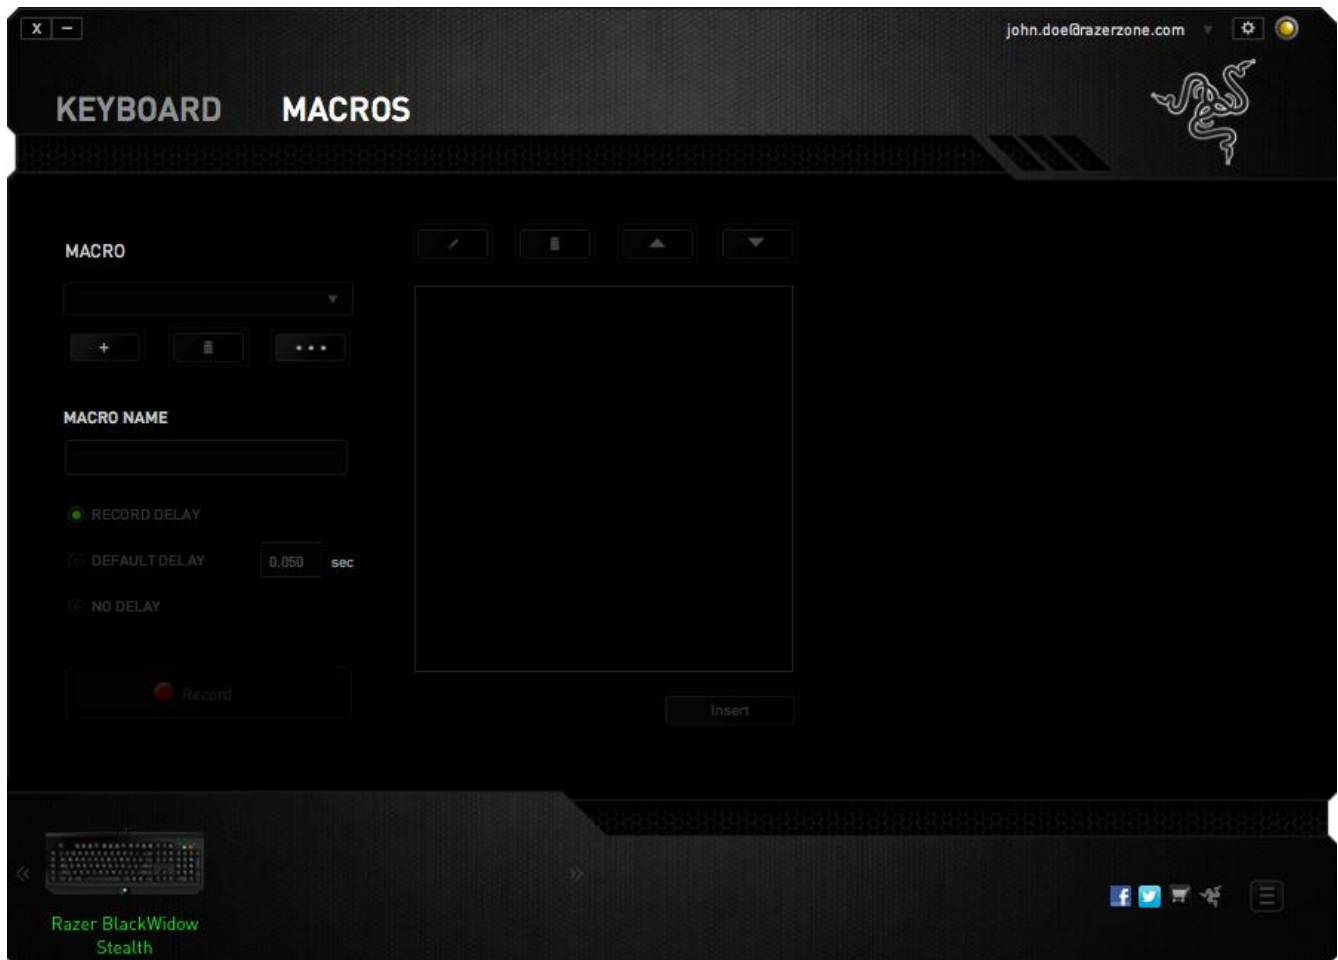 X –
john.doe@razerzone.com
KEYBOARD MACROS
MACRO
+
MACRO NAME
RECORD DELAY
DEFAULT DELAY 0.050 sec
NO DELAY
Record
Insert
Razer BlackWidow
Stealth